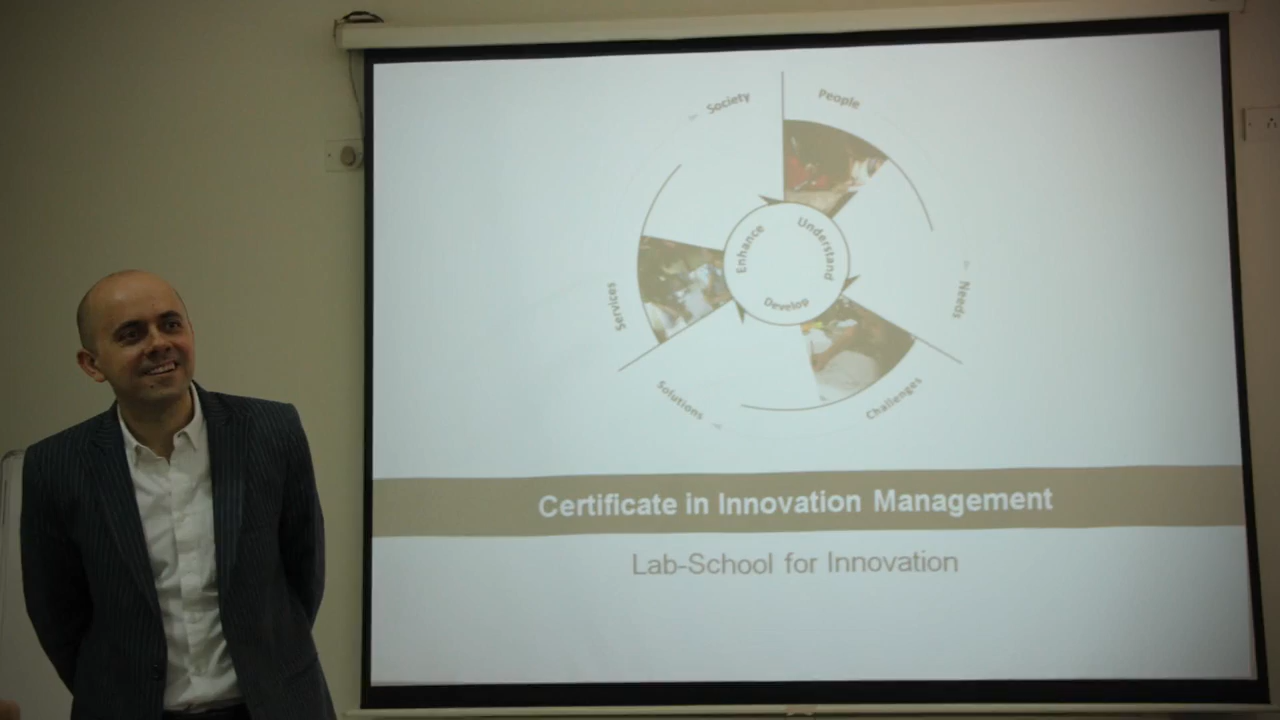 Society
People
Enhance
Understand
Develop
Services
Needs
Solutions
Challenges
Certificate in Innovation Management
Lab-School for Innovation